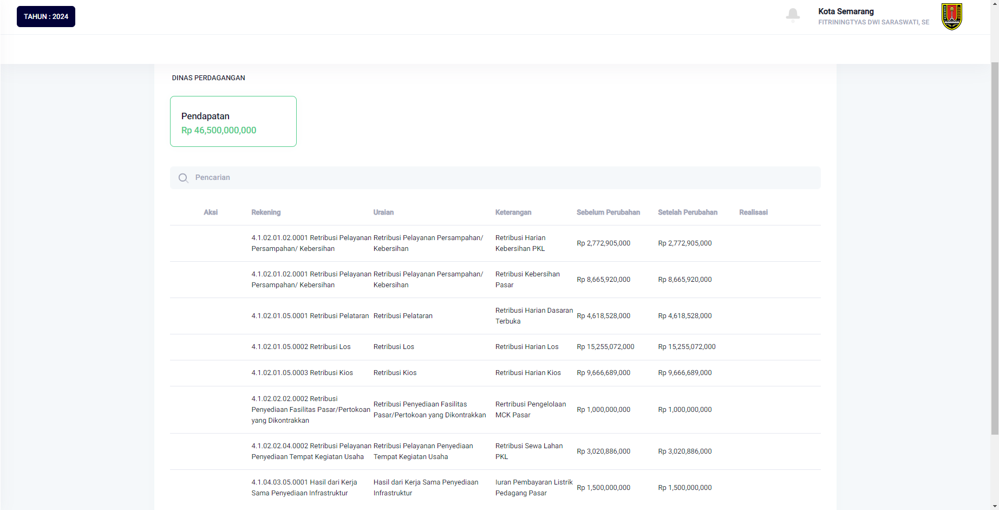 TAHUN : 2024
Kota Semarang
FITRININGTYAS DWI SARASWATI, SE
DINAS PERDAGANGAN
Pendapatan
Rp 46,500,000,000
Pencarian
Aksi Rekening Uraian Keterangan Sebelum Perubahan Setelah Perubahan Realisasi
4.1.02.01.02.0001 Retribusi Pelayanan Retribusi Pelayanan Persampahan/ Retribusi Harian
Persampahan/ Kebersihan Kebersihan Kebersihan PKL
Rp 2,772,905,000 Rp 2,772,905,000
4.1.02.01.02.0001 Retribusi Pelayanan Retribusi Pelayanan Persampahan/ Retribusi Kebersihan
Persampahan/ Kebersihan Kebersihan Pasar
Rp 8,665,920,000 Rp 8,665,920,000
4.1.02.01.05.0001 Retribusi Pelataran Retribusi Pelataran
Retribusi Harian Dasaran
Terbuka
Rp 4,618,528,000 Rp 4,618,528,000
4.1.02.01.05.0002 Retribusi Los Retribusi Los Retribusi Harian Los Rp 15,255,072,000 Rp 15,255,072,000
4.1.02.01.05.0003 Retribusi Kios Retribusi Kios Retribusi Harian Kios Rp 9,666,689,000 Rp 9,666,689,000
4.1.02.02.02.0002 Retribusi
Penyediaan Fasilitas Pasar/Pertokoan
yang Dikontrakkan
Retribusi Penyediaan Fasilitas
Pasar/Pertokoan yang Dikontrakkan
Rertribusi Pengelolaan
MCK Pasar
Rp 1,000,000,000 Rp 1,000,000,000
4.1.02.02.04.0002 Retribusi Pelayanan Retribusi Pelayanan Penyediaan Retribusi Sewa Lahan
Penyediaan Tempat Kegiatan Usaha Tempat Kegiatan Usaha PKL
Rp 3,020,886,000 Rp 3,020,886,000
4.1.04.03.05.0001 Hasil dari Kerja Hasil dari Kerja Sama Penyediaan Iuran Pembayaran Listrik
Sama Penyediaan Infrastruktur Infrastruktur Pedagang Pasar
Rp 1,500,000,000 Rp 1,500,000,000